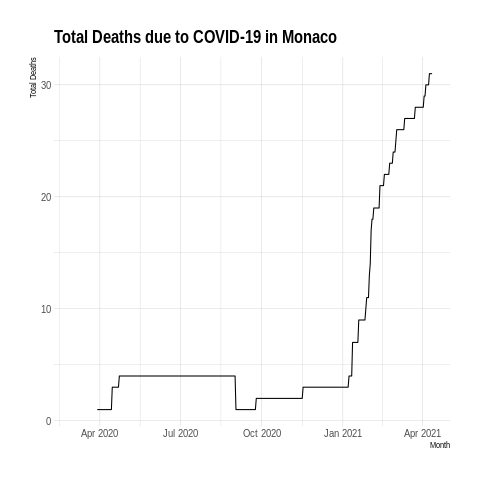 Total Deaths due to COVID-19 in Monaco
Total Deaths
30
20
10
0
Apr 2020 Jul 2020 Oct 2020 Jan 2021 Apr 2021
Month